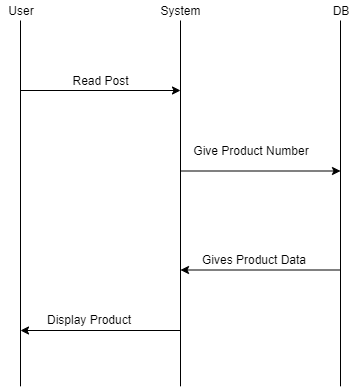 User
System
DB
Read Post
Give Product Number
Gives Product Data
Display Product